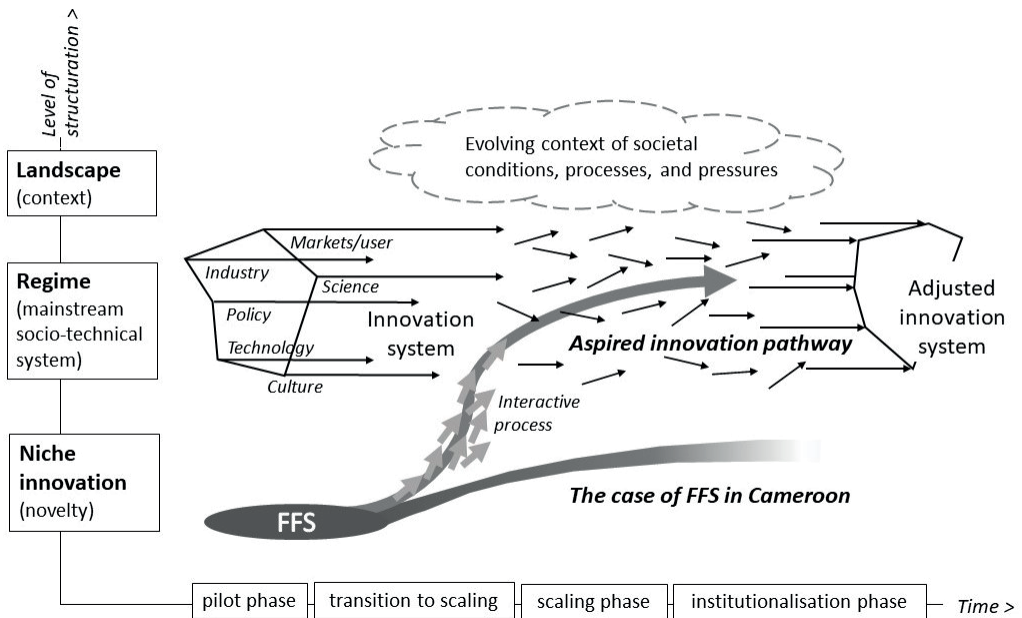 Level of
structuration >
Landscape
(context)
Regime
(mainstream
socio-technical
system)
Niche
innovation
(novelty)
Evolving context of societal
conditions, processes, and pressures
Markets/user
Industry
Science
Policy
Technology
Culture
Innovation
system
Adjusted
innovation
system
Aspired innovation pathway
Interactive
process
The case of FFS in Cameroon
FFS
pilot phase
transition to scaling
scaling phase
institutionalisation phase
Time >